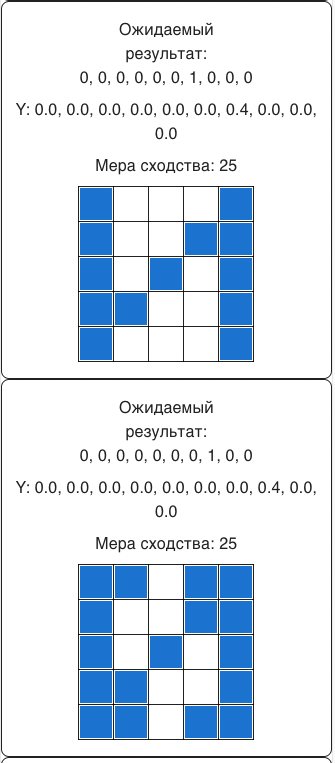 Ожидаемый
результат:
0, 0, 0, 0, 0, 0, 1, 0, 0, 0
Y: 0.0, 0.0, 0.0, 0.0, 0.0, 0.0, 0.4, 0.0, 0.0,
0.0
Мера сходства: 25
Ожидаемый
результат:
0, 0, 0, 0, 0, 0, 0, 1, 0, 0
Y: 0.0, 0.0, 0.0, 0.0, 0.0, 0.0, 0.0, 0.4, 0.0,
0.0
Мера сходства: 25